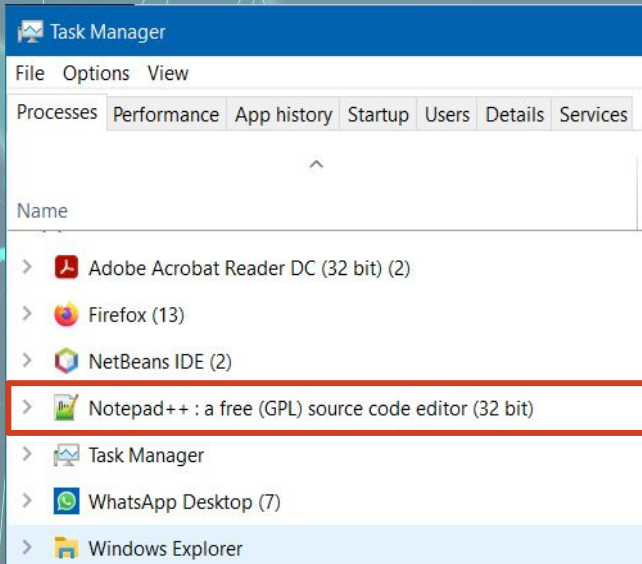 Task Manager
File Options View
Processes Performance App history Startup Users Details Services
Name
Adobe Acrobat Reader DC (32 bit) (2)
Firefox (13)
NetBeans IDE (2)
Notepad++ : a free (GPL) source code editor (32 bit)
Task Manager
WhatsApp Desktop (7)
Windows Explorer